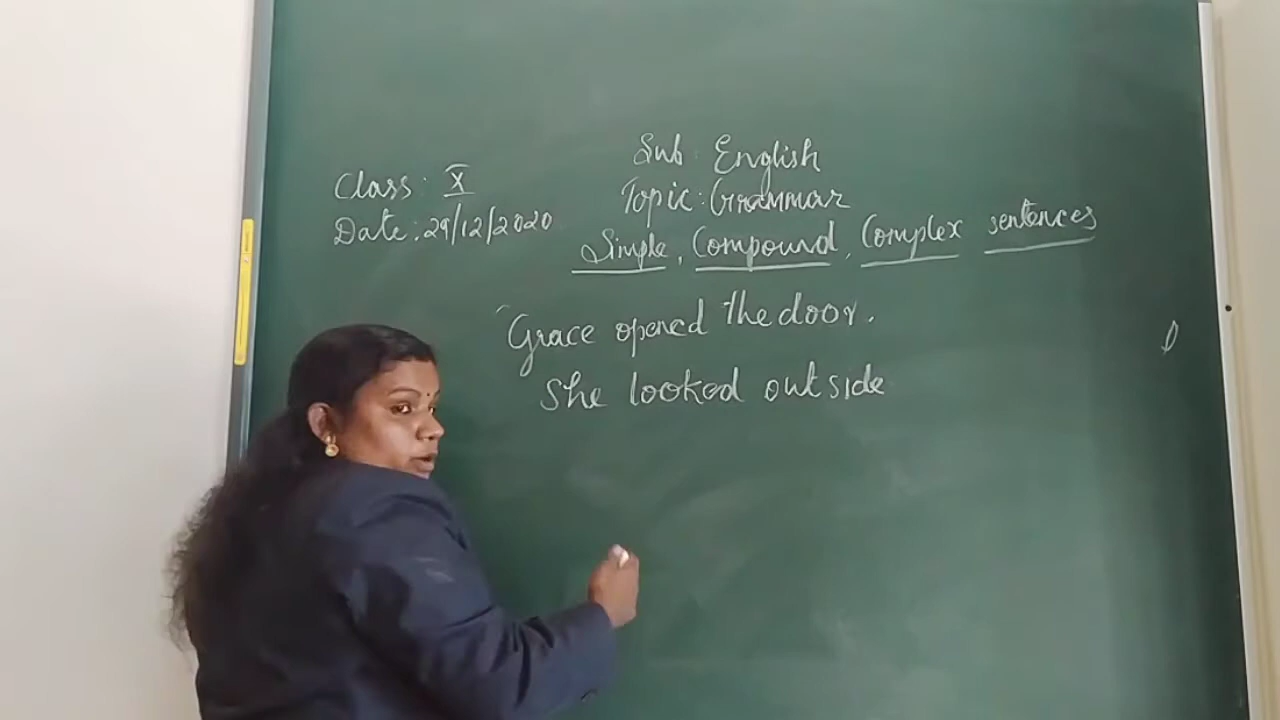 Sub: English
Class: X
Topic: Grammar
Date: 29/12/2020
Simple, Compound, Complex sentences
Grace opened the door.
She looked outside